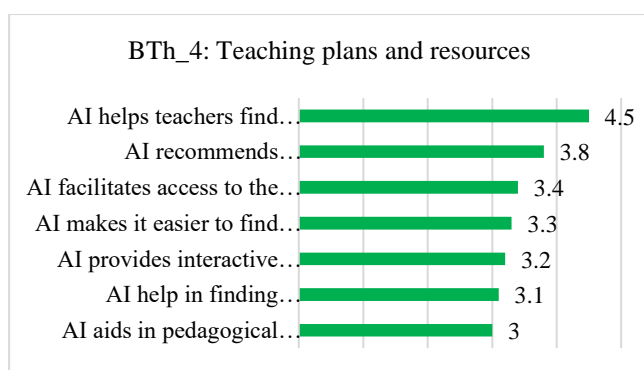 BTh_4: Teaching plans and resources
AI helps teachers find… 4.5
AI recommends… 3.8
AI facilitates access to the… 3.4
AI makes it easier to find… 3.3
AI provides interactive… 3.2
AI help in finding… 3.1
AI aids in pedagogical… 3